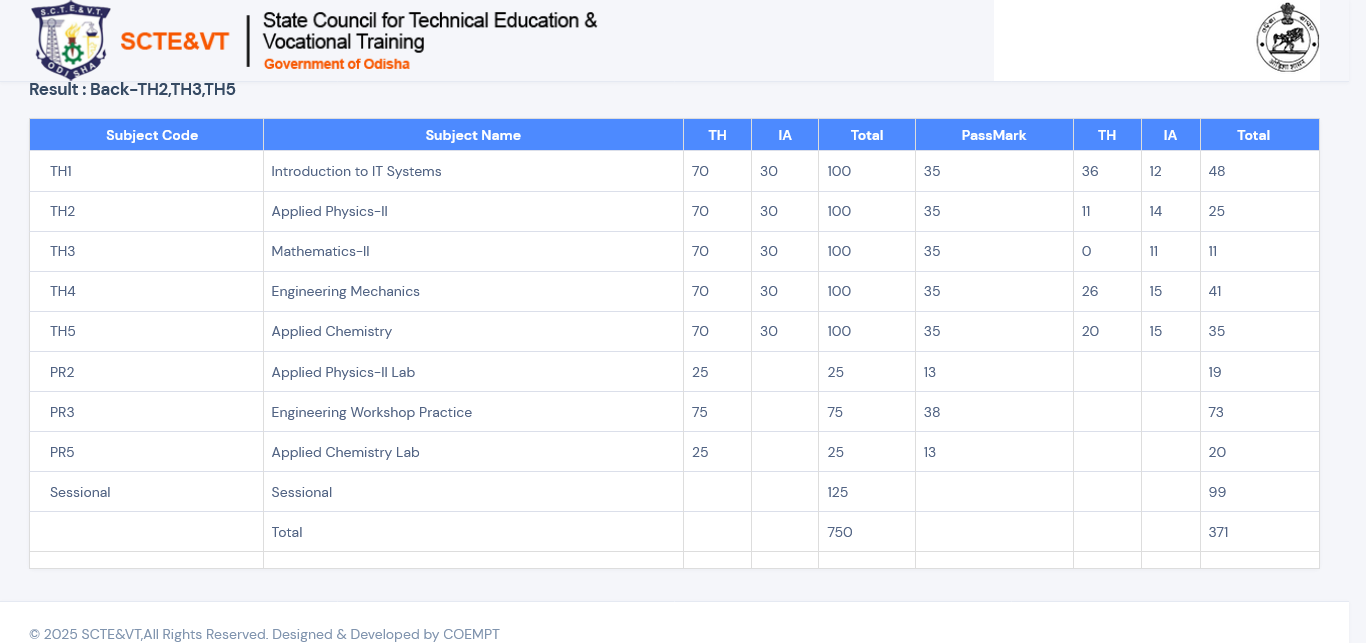 S.C.T.E.&V.T.
ODISHA
SCTE&VT
State Council for Technical Education &
Vocational Training
Government of Odisha
Result : Back-TH2,TH3,TH5
Subject Code Subject Name TH IA Total PassMark TH IA Total
TH1 Introduction to IT Systems 70 30 100 35 36 12 48
TH2 Applied Physics-II 70 30 100 35 11 14 25
TH3 Mathematics-II 70 30 100 35 0 11 11
TH4 Engineering Mechanics 70 30 100 35 26 15 41
TH5 Applied Chemistry 70 30 100 35 20 15 35
PR2 Applied Physics-II Lab 25 25 13 19
PR3 Engineering Workshop Practice 75 75 38 73
PR5 Applied Chemistry Lab 25 25 13 20
Sessional Sessional 125 99
Total 750 371
© 2025 SCTE&VT,All Rights Reserved. Designed & Developed by COEMPT